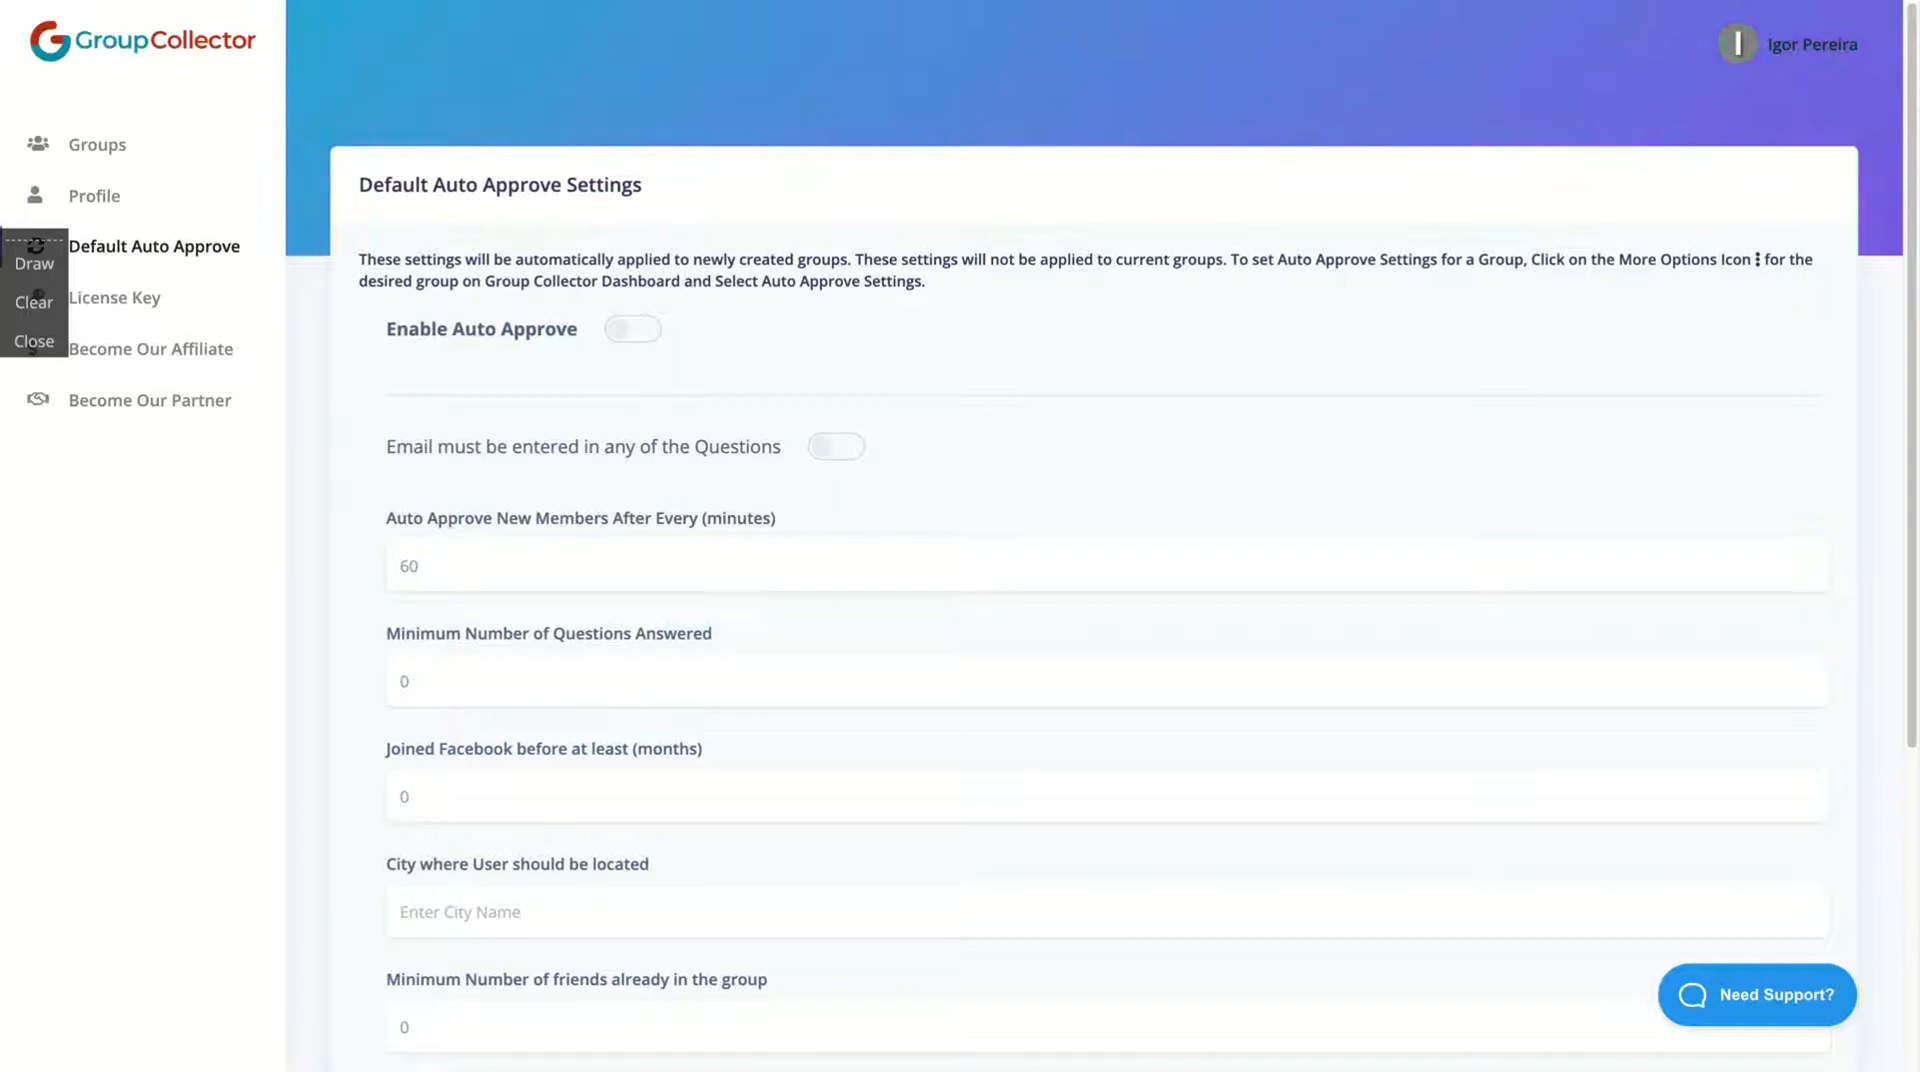 GroupCollector
Igor Pereira
Groups
Profile
Default Auto Approve
License Key
Become Our Affiliate
Become Our Partner
Draw
Clear
Close
Default Auto Approve Settings
These settings will be automatically applied to newly created groups. These settings will not be applied to current groups. To set Auto Approve Settings for a Group, Click on the More Options Icon for the
desired group on Group Collector Dashboard and Select Auto Approve Settings.
Enable Auto Approve
Email must be entered in any of the Questions
Auto Approve New Members After Every (minutes)
60
Minimum Number of Questions Answered
0
Joined Facebook before at least (months)
0
City where User should be located
Enter City Name
Minimum Number of friends already in the group
0
Need Support?